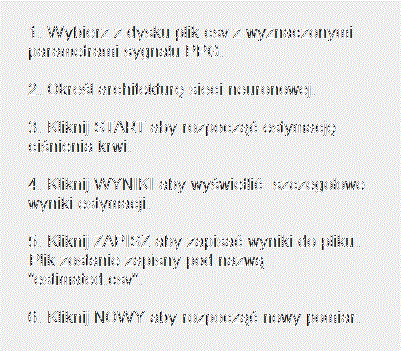 1. Wybierz z dysku plik csv z wyznaczonymi
parametrami sygnału PPG.
2. Określ architekturę sieci neuronowej.
3. Kliknij START aby rozpocząć estymację
ciśnienia krwi.
4. Kliknij WYNIKI aby wyświetlić szczegółowe
wyniki estymacji.
5. Kliknij ZAPISZ aby zapisać wyniki do pliku.
Plik zostanie zapisny pod nazwą
"estimated.csv".
6. Kliknij NOWY aby rozpocząć nowy pomiar.